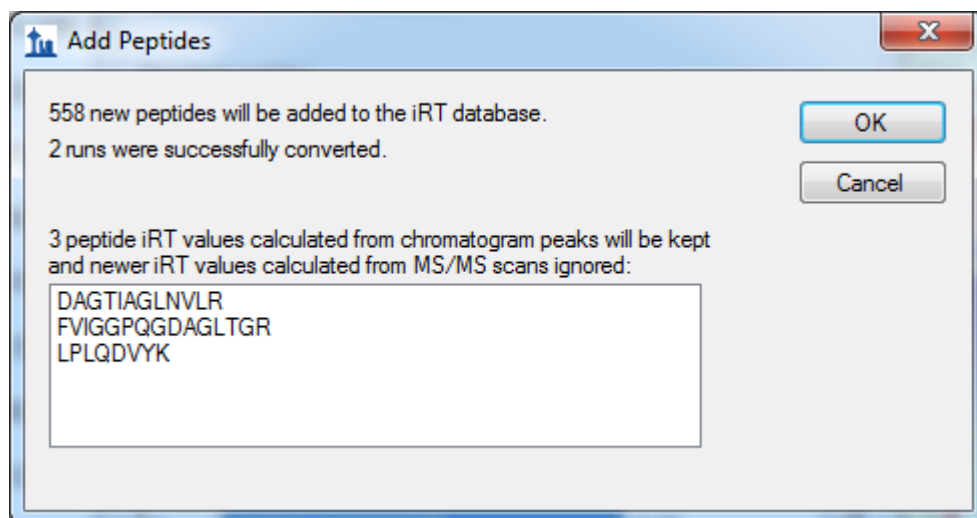 Add Peptides
558 new peptides will be added to the iRT database.
2 runs were successfully converted.
OK
Cancel
3 peptide iRT values calculated from chromatogram peaks will be kept
and newer iRT values calculated from MS/MS scans ignored:
DAGTIAGLNVLR
FVIGGPQGDAGLTGR
LPLQDVYK